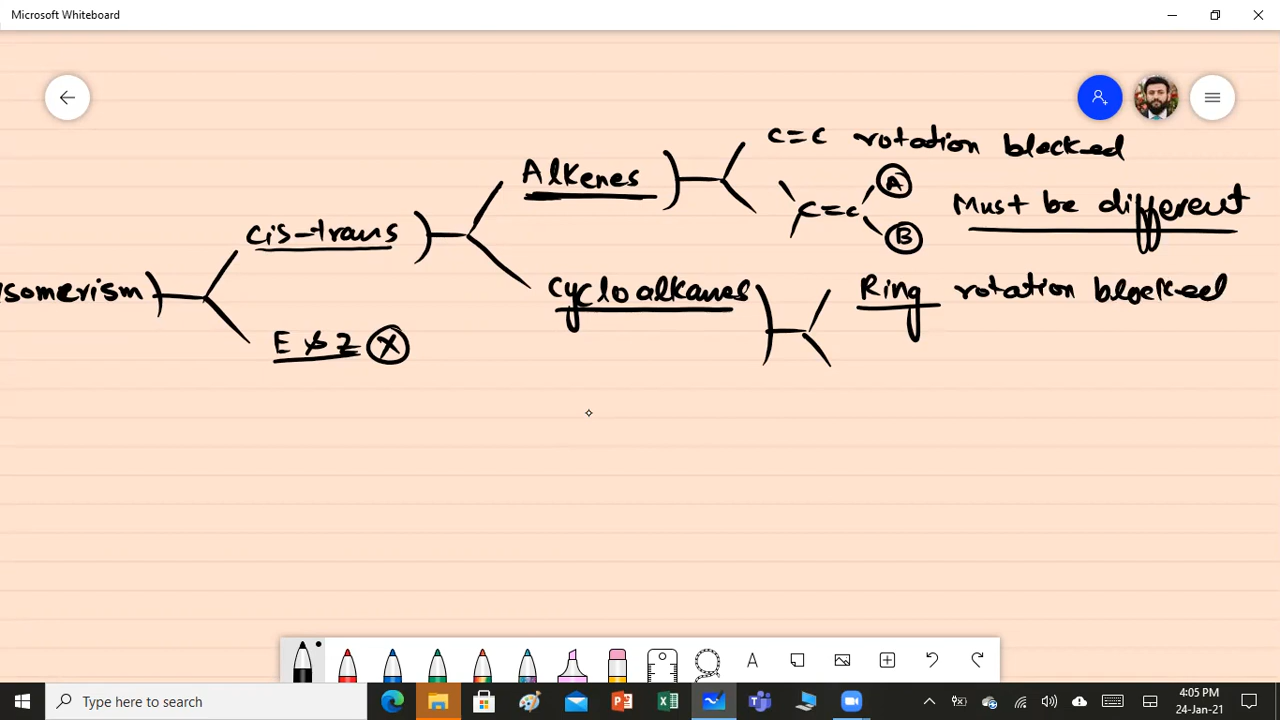 Microsoft Whiteboard
C=C rotation blocked
Alkenes
C=C
A
B
Must be different
cis-trans
somerism
Cycloalkanes
Ring rotation blocked
E & Z X
Type here to search
4:05 PM
24-Jan-21